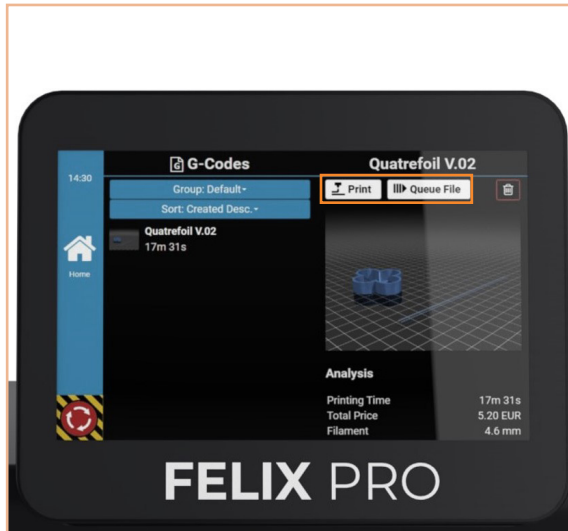 14:30
Home
G-Codes
Group: Default
Sort: Created Desc.
Quatrefoil V.02
17m 31s
Quatrefoil V.02
Print
Queue File
Analysis
Printing Time 17m 31s
Total Price 5.20 EUR
Filament 4.6 mm
FELIX PRO